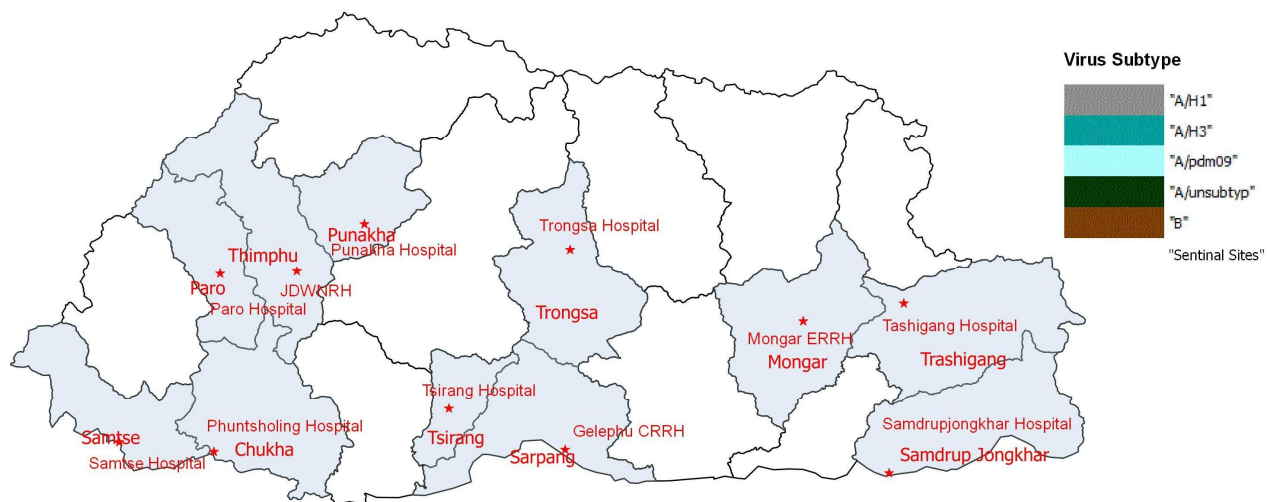 Virus Subtype
"A/H1"
"A/H3"
"A/pdm09"
"A/unsubtyp"
"B"
"Sentinal Sites"
Punakha
Punakha Hospital
Thimphu
JDWNRH
Paro
Paro Hospital
Trongsa Hospital
Trongsa
Mongar ERRH
Mongar
Tashigang Hospital
Trashigang
Tsirang Hospital
Tsirang
Gelephu CRRH
Sarpang
Phuntsholing Hospital
Chukha
Samtse
Samtse Hospital
Samdrupjongkhar Hospital
Samdrup Jongkhar